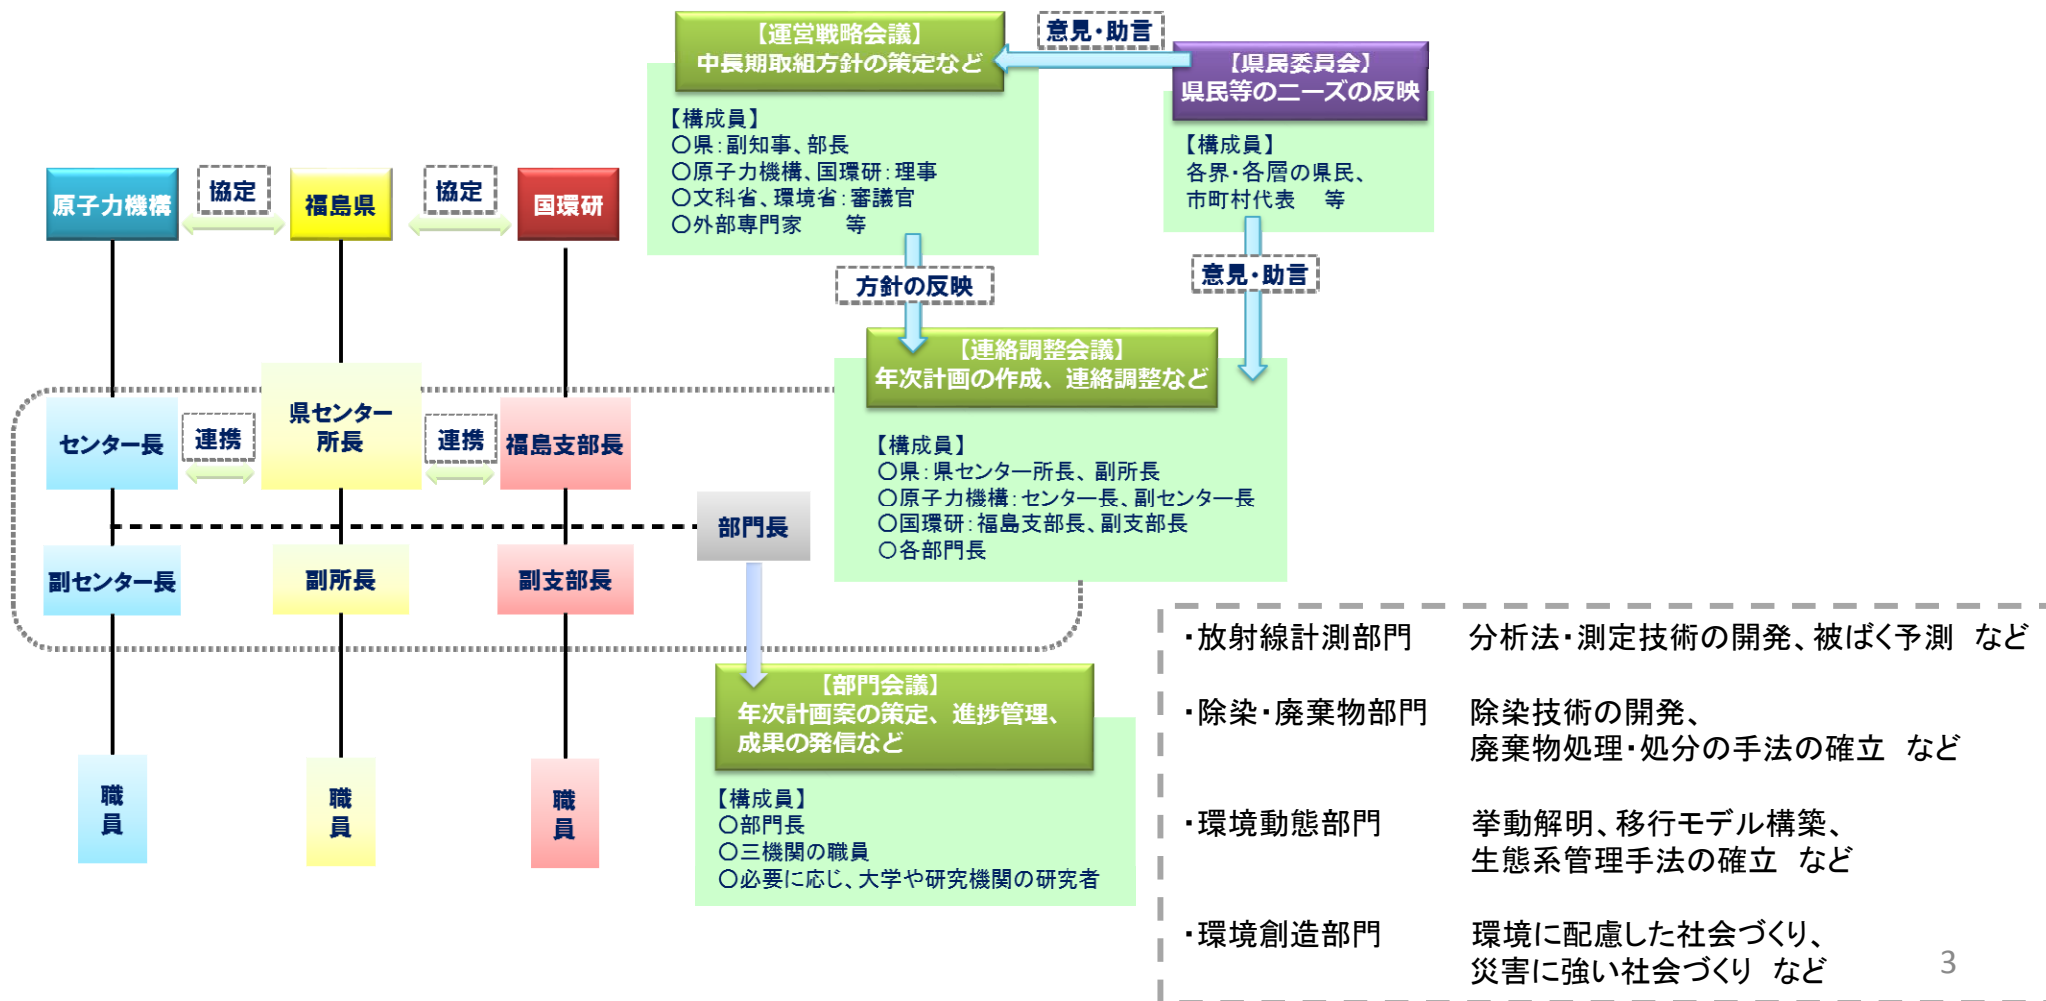 【運営戦略会議】
中長期取組方針の策定など
意見・助言
【県民委員会】
県民等のニーズの反映
【構成員】
〇県：副知事、部長
〇原子力機構、国環研：理事
〇文科省、環境省：審議官
〇外部専門家　　等
【構成員】
各界・各層の県民、
市町村代表　等
原子力機構
協定
福島県
協定
国環研
方針の反映
意見・助言
【連絡調整会議】
年次計画の作成、連絡調整など
【構成員】
〇県：県センター所長、副所長
〇原子力機構：センター長、副センター長
〇国環研：福島支部長、副支部長
〇各部門長
センター長
連携
県センター
所長
連携
福島支部長
部門長
副センター長
副所長
副支部長
【部門会議】
年次計画案の策定、進捗管理、
成果の発信など
【構成員】
〇部門長
〇三機関の職員
〇必要に応じ、大学や研究機関の研究者
職
員
職
員
職
員
・放射線計測部門　分析法・測定技術の開発、被ばく予測　など
・除染・廃棄物部門　除染技術の開発、
廃棄物処理・処分の手法の確立　など
・環境動態部門　挙動解明、移行モデル構築、
生態系管理手法の確立　など
・環境創造部門　環境に配慮した社会づくり、
災害に強い社会づくり　など
3